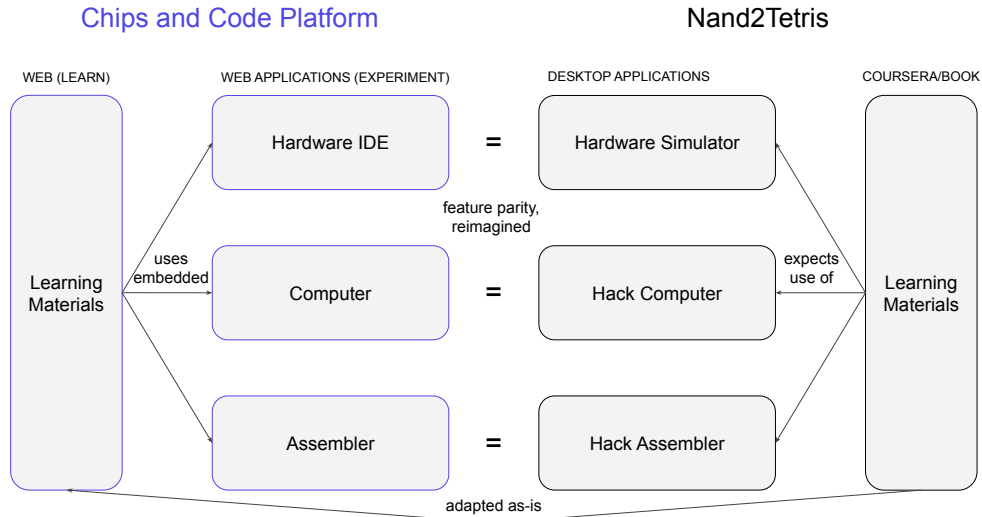 Chips and Code Platform
Nand2Tetris
WEB (LEARN)
WEB APPLICATIONS (EXPERIMENT)
DESKTOP APPLICATIONS
COURSERA/BOOK
Hardware IDE
=
Hardware Simulator
feature parity,
reimagined
uses
embedded
expects
use of
Learning
Materials
Computer
=
Hack Computer
Learning
Materials
Assembler
=
Hack Assembler
adapted as-is